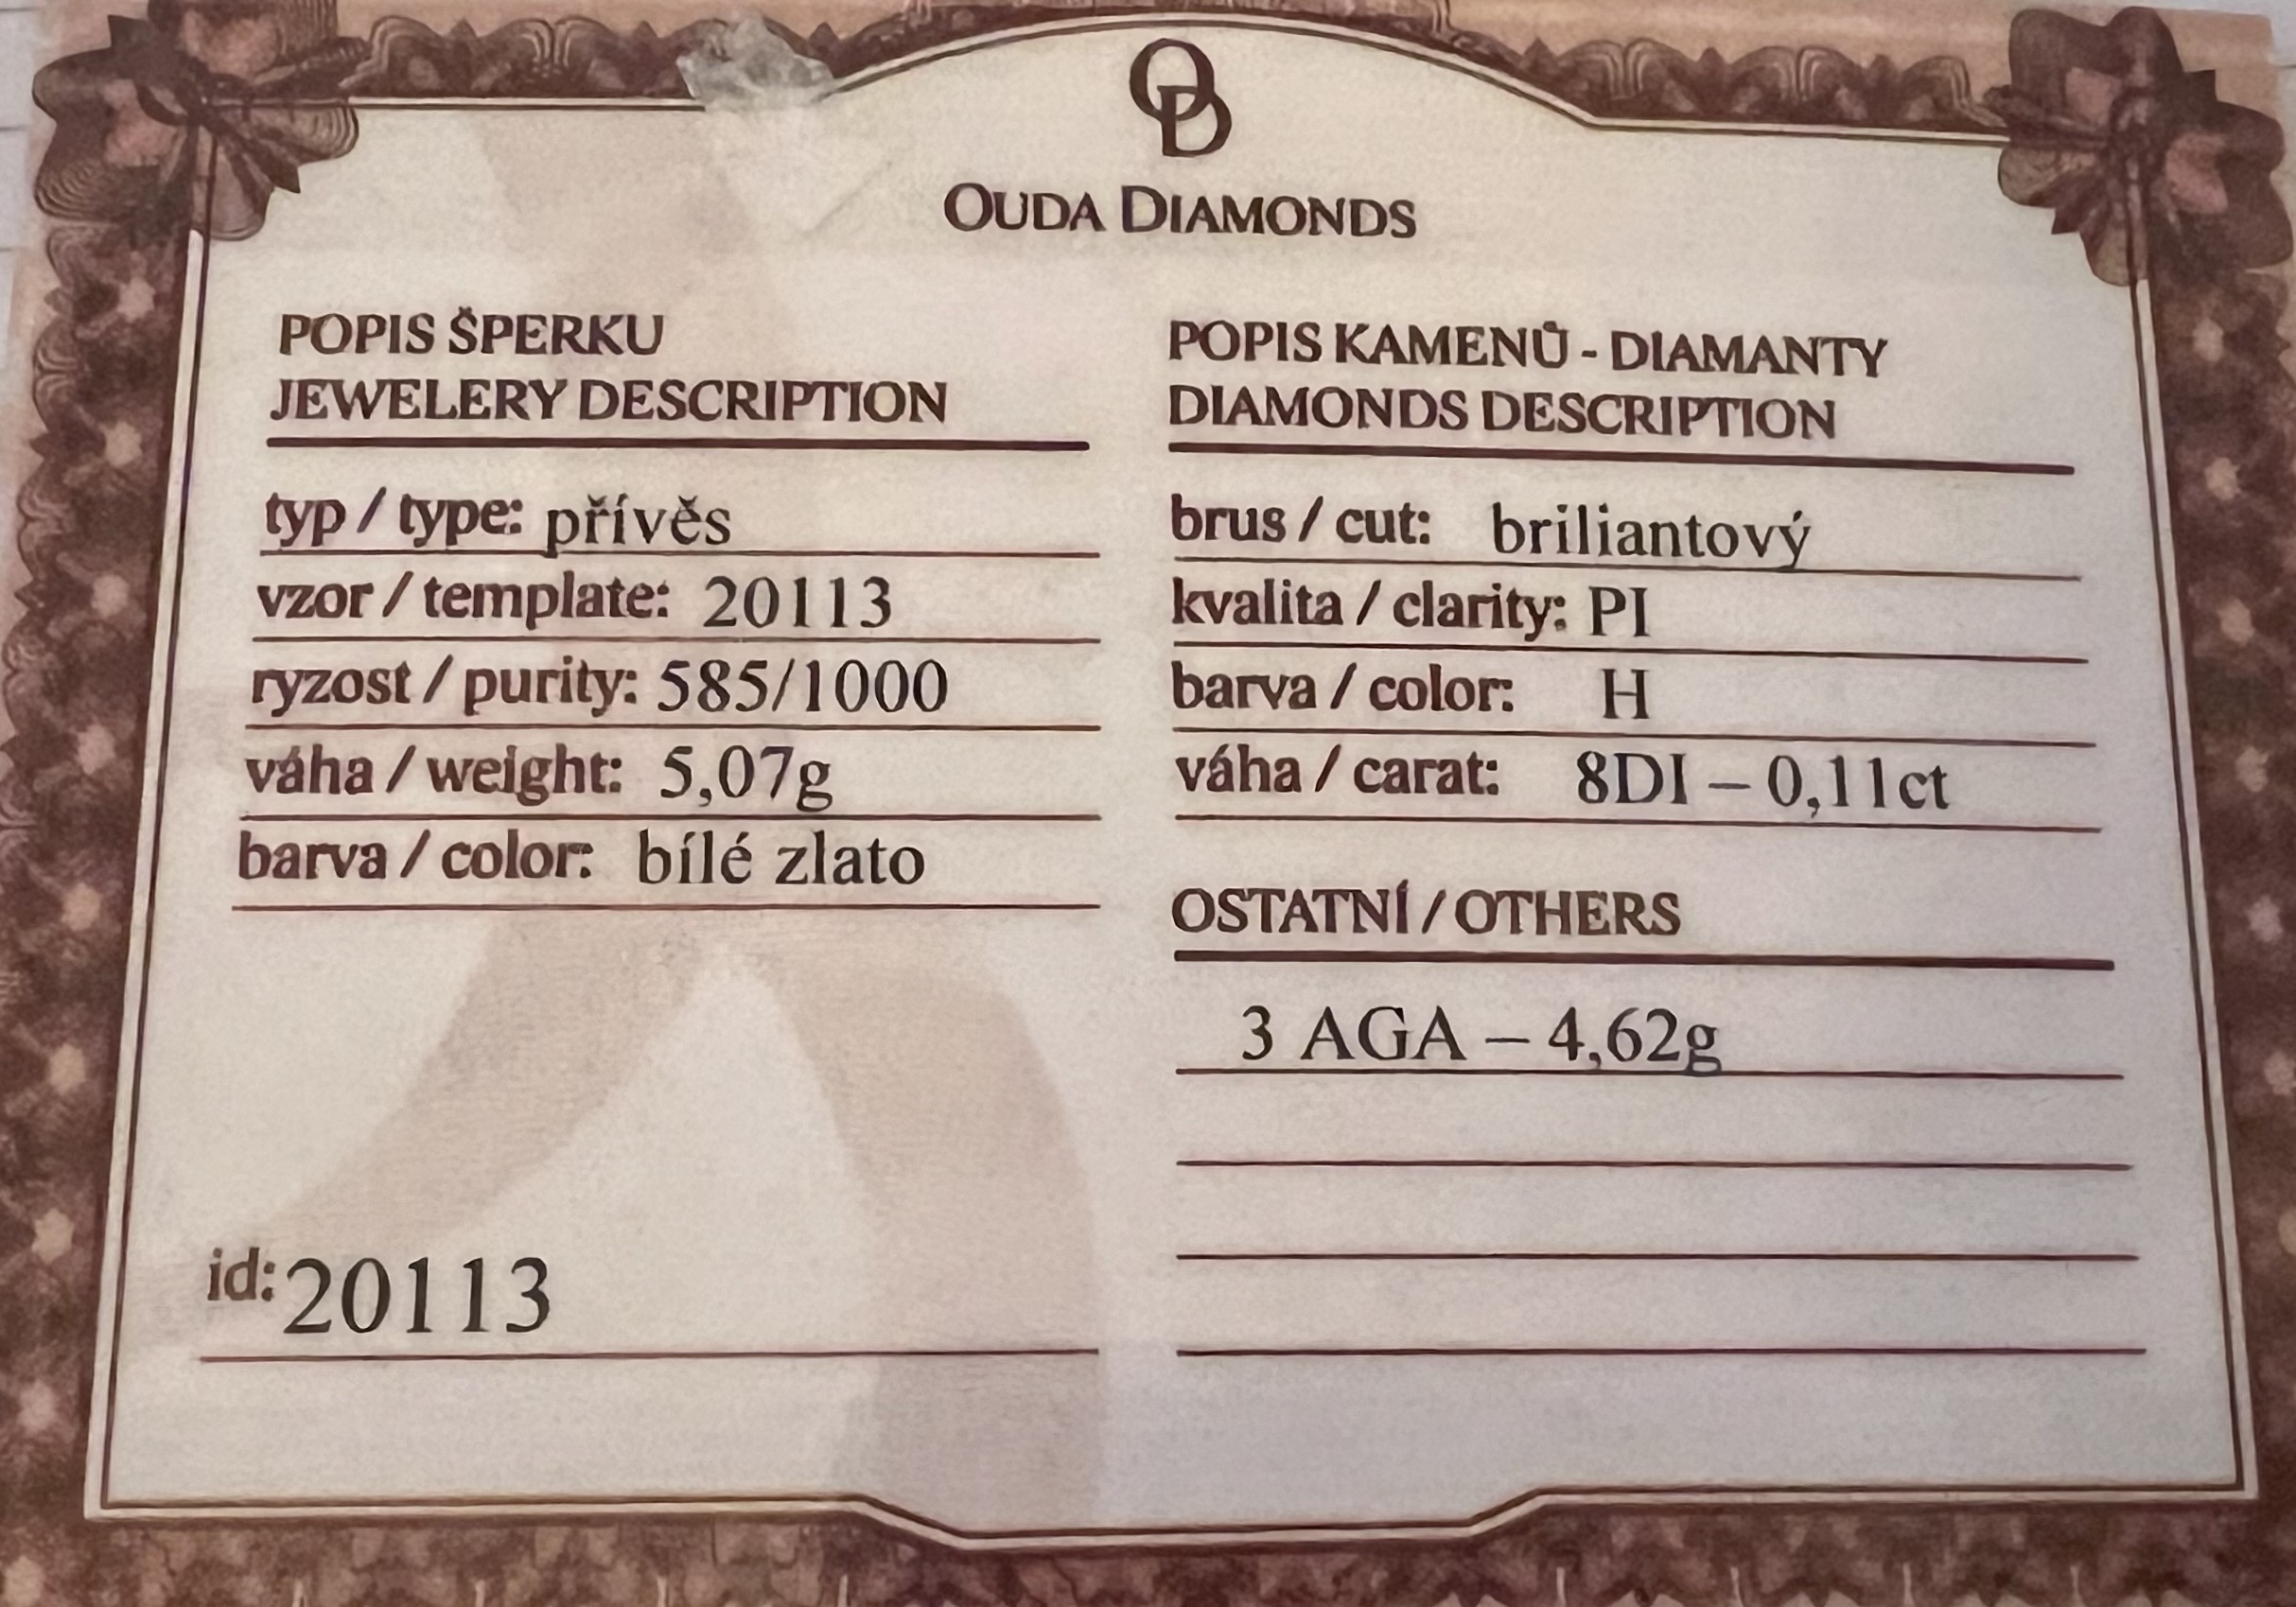 OD
OUDA DIAMONDS
POPIS ŠPERKU
JEWELERY DESCRIPTION
typ / type: přívěs
vzor / template: 20113
ryzost / purity: 585/1000
váha / weight: 5,07g
barva / color: bílé zlato
id: 20113
POPIS KAMENŮ - DIAMANTY
DIAMONDS DESCRIPTION
brus / cut: briliantový
kvalita / clarity: PI
barva / color: H
váha / carat: 8DI – 0,11ct
OSTATNÍ / OTHERS
3 AGA – 4,62g